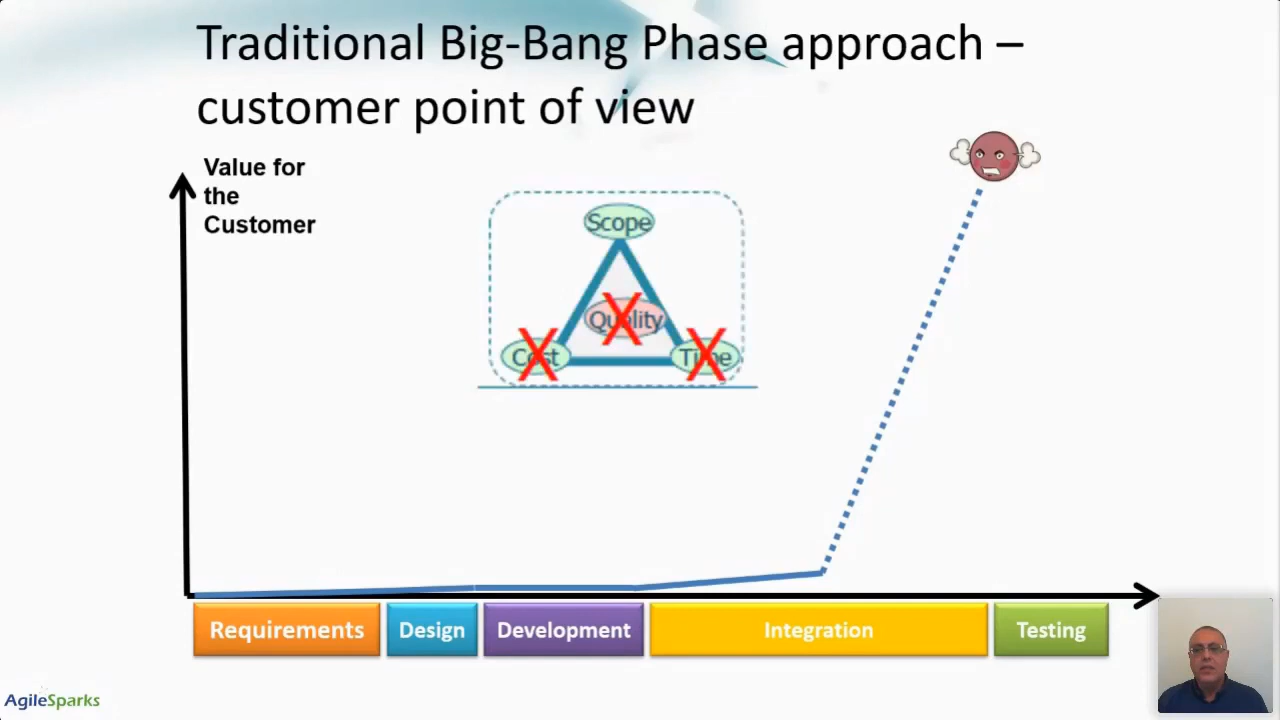 Traditional Big-Bang Phase approach –
customer point of view
Value for
the
Customer
Scope
Quality
Cost
Time
Requirements
Design
Development
Integration
Testing
AgileSparks